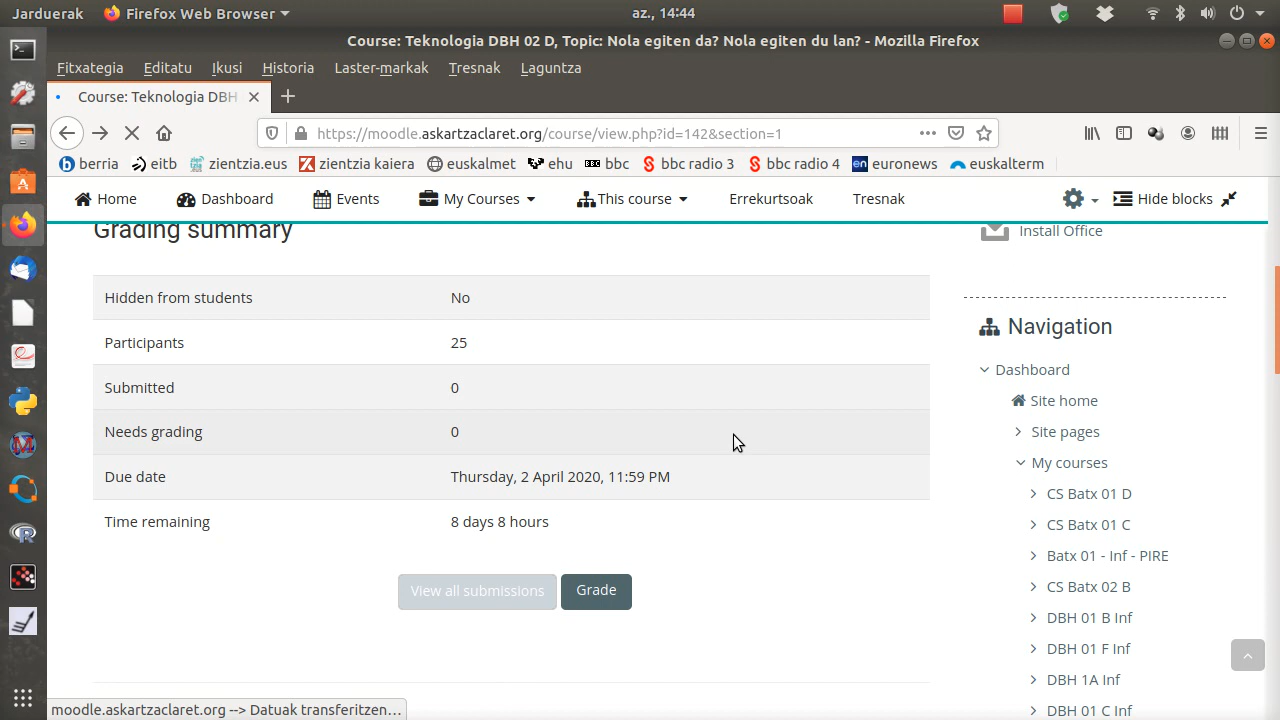 Jarduerak
Firefox Web Browser
az., 14:44
Course: Teknologia DBH 02 D, Topic: Nola egiten da? Nola egiten du lan? - Mozilla Firefox
Fitxategia Editatu Ikusi Historia Laster-markak Tresnak Laguntza
Course: Teknologia DBH
https://moodle.askartzaclaret.org/course/view.php?id=142&section=1
berria eitb zientzia.eus zientzia kaiera euskalmet ehu bbc bbc radio 3 bbc radio 4 euronews euskalterm
Home Dashboard Events My Courses This course Errekurtsoak Tresnak Hide blocks
Grading summary
Hidden from students No
Participants 25
Submitted 0
Needs grading 0
Due date Thursday, 2 April 2020, 11:59 PM
Time remaining 8 days 8 hours
View all submissions Grade
Install Office
Navigation
Dashboard
Site home
Site pages
My courses
CS Batx 01 D
CS Batx 01 C
Batx 01 - Inf - PIRE
CS Batx 02 B
DBH 01 B Inf
DBH 01 F Inf
DBH 1A Inf
DBH 01 C Inf
moodle.askartzaclaret.org --> Datuak transferitzen…